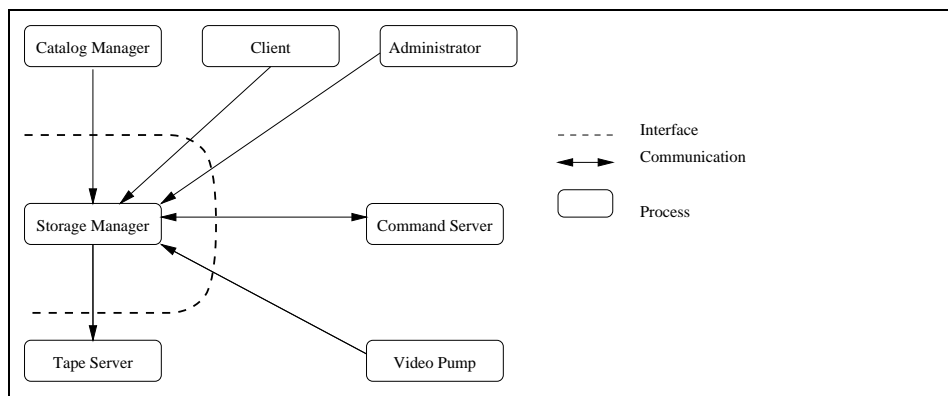 Catalog Manager
Client
Administrator
Interface
Communication
Process
Storage Manager
Command Server
Tape Server
Video Pump